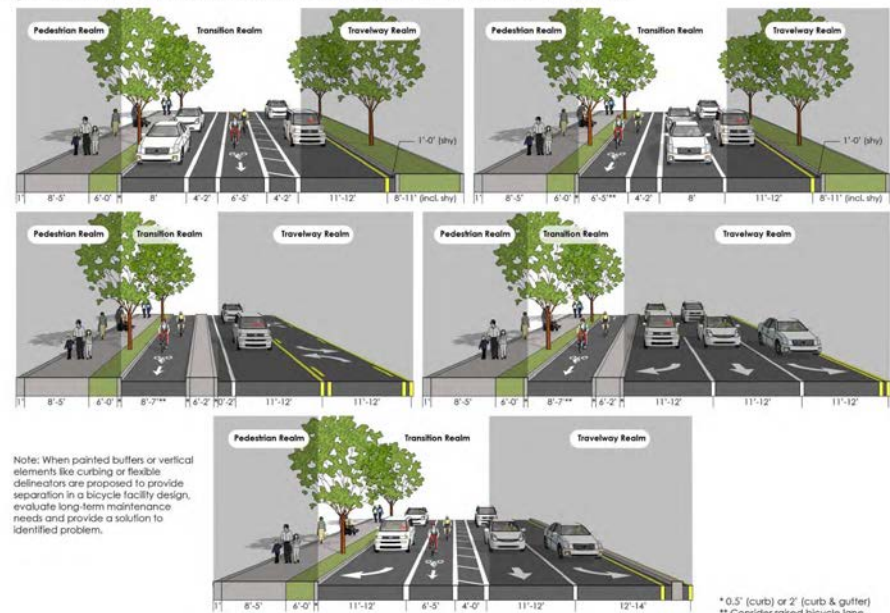 Pedestrian Realm
Transition Realm
Travelway Realm
1'-0' (shy)
1' 8'-5' 6'-0' * 8' 4'-2' 6'-5' 4'-2' 11'-12' 8'-11' (incl. shy)
Pedestrian Realm
Transition Realm
Travelway Realm
1'-0' (shy)
1' 8'-5' 6'-0' * 6'-5'** 4'-2' 8' 11'-12' 8'-11' (incl. shy)
Pedestrian Realm
Transition Realm
Travelway Realm
1' 8'-5' 6'-0' * 8'-7'** 6'-2' *0'-2' 11'-12' 11'-12'
Pedestrian Realm
Transition Realm
Travelway Realm
1' 8'-5' 6'-0' * 8'-7'** 6'-2' * 11'-12' 11'-12' 11'-12'
Note: When painted buffers or vertical
elements like curbing or flexible
delineators are proposed to provide
separation in a bicycle facility design,
evaluate long-term maintenance
needs and provide a solution to
identified problem.
Pedestrian Realm
Transition Realm
Travelway Realm
1' 8'-5' 6'-0' * 11'-12' 6'-5' 4'-0' 11'-12' 12'-14'
* 0.5' (curb) or 2' (curb & gutter)
** Consider raised bicycle lane